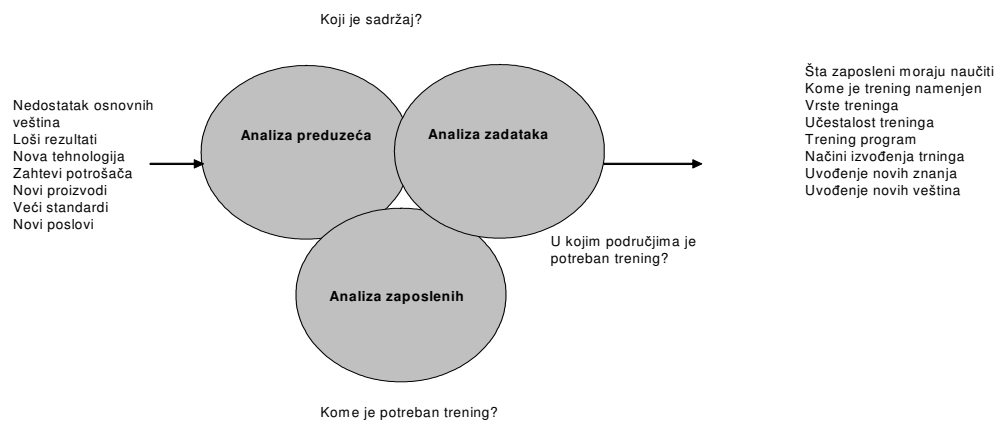 Koji je sadržaj?
Nedostatak osnovnih
veština
Loši rezultati
Nova tehnologija
Zahtevi potrošača
Novi proizvodi
Veći standardi
Novi poslovi
Analiza preduzeća
Analiza zadataka
Analiza zaposlenih
U kojim područjima je
potreban trening?
Kome je potreban trening?
Šta zaposleni moraju naučiti
Kome je trening namenjen
Vrste treninga
Učestalost treninga
Trening program
Načini izvođenja trninga
Uvođenje novih znanja
Uvođenje novih veština